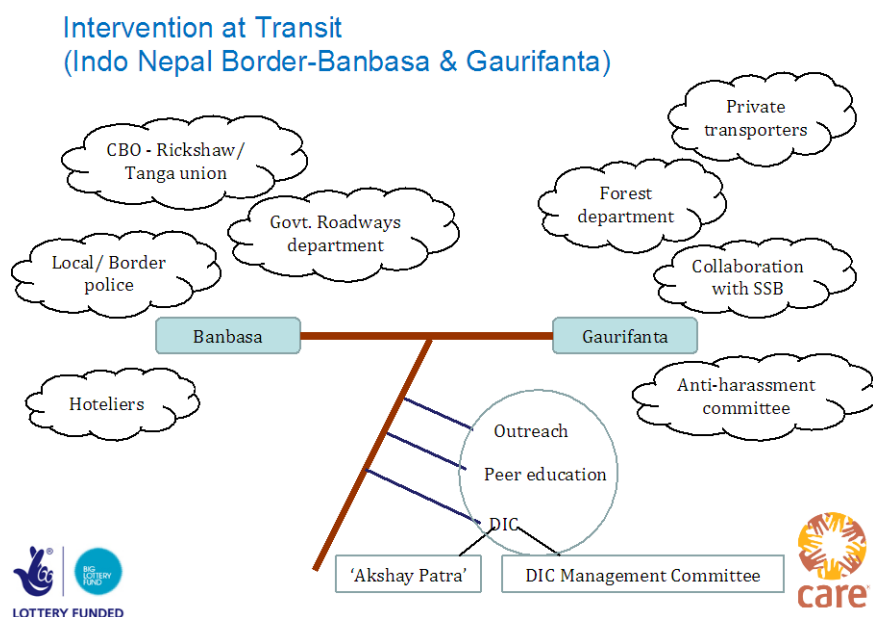 Intervention at Transit
(Indo Nepal Border-Banbasa & Gaurifanta)
Private
transporters
CBO - Rickshaw/
Tanga union
Forest
department
Govt. Roadways
department
Local/ Border
police
Collaboration
with SSB
Banbasa
Gaurifanta
Hoteliers
Anti-harassment
committee
Outreach
Peer education
DIC
'Akshay Patra'
DIC Management Committee
BIG
LOTTERY
FUND
LOTTERY FUNDED
care®